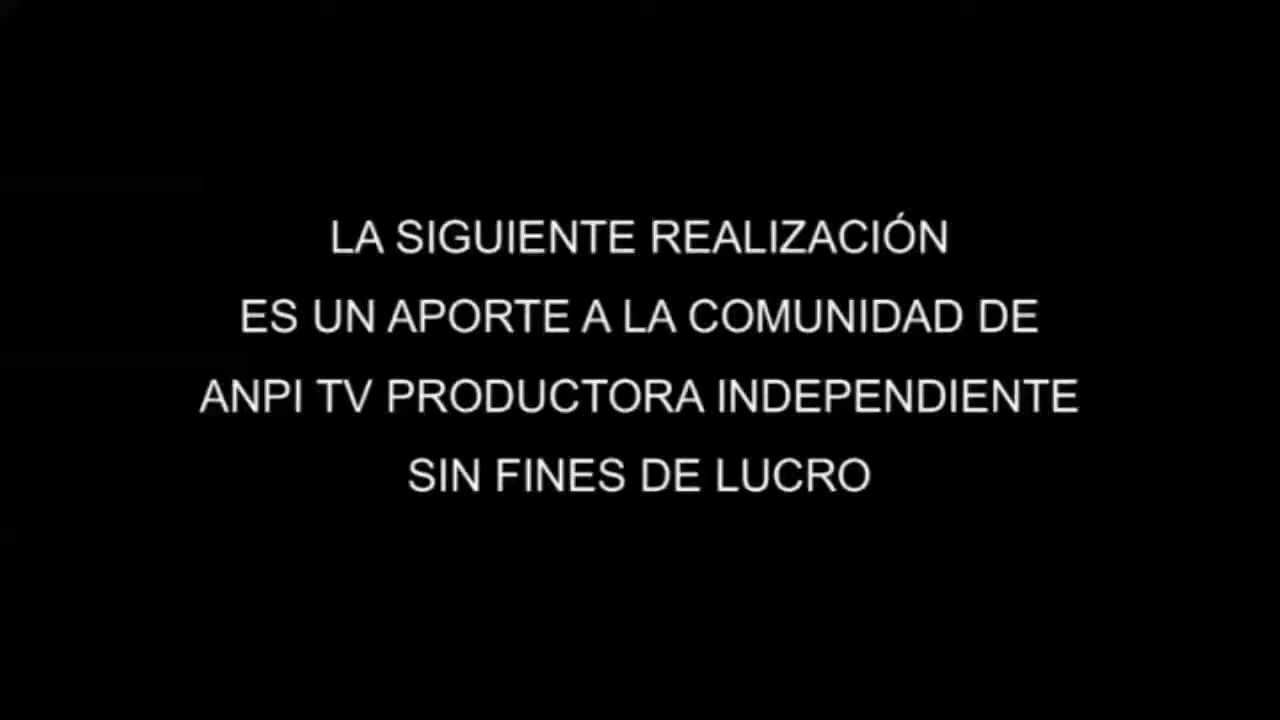 LA SIGUIENTE REALIZACIÓN
ES UN APORTE A LA COMUNIDAD DE
ANPI TV PRODUCTORA INDEPENDIENTE
SIN FINES DE LUCRO